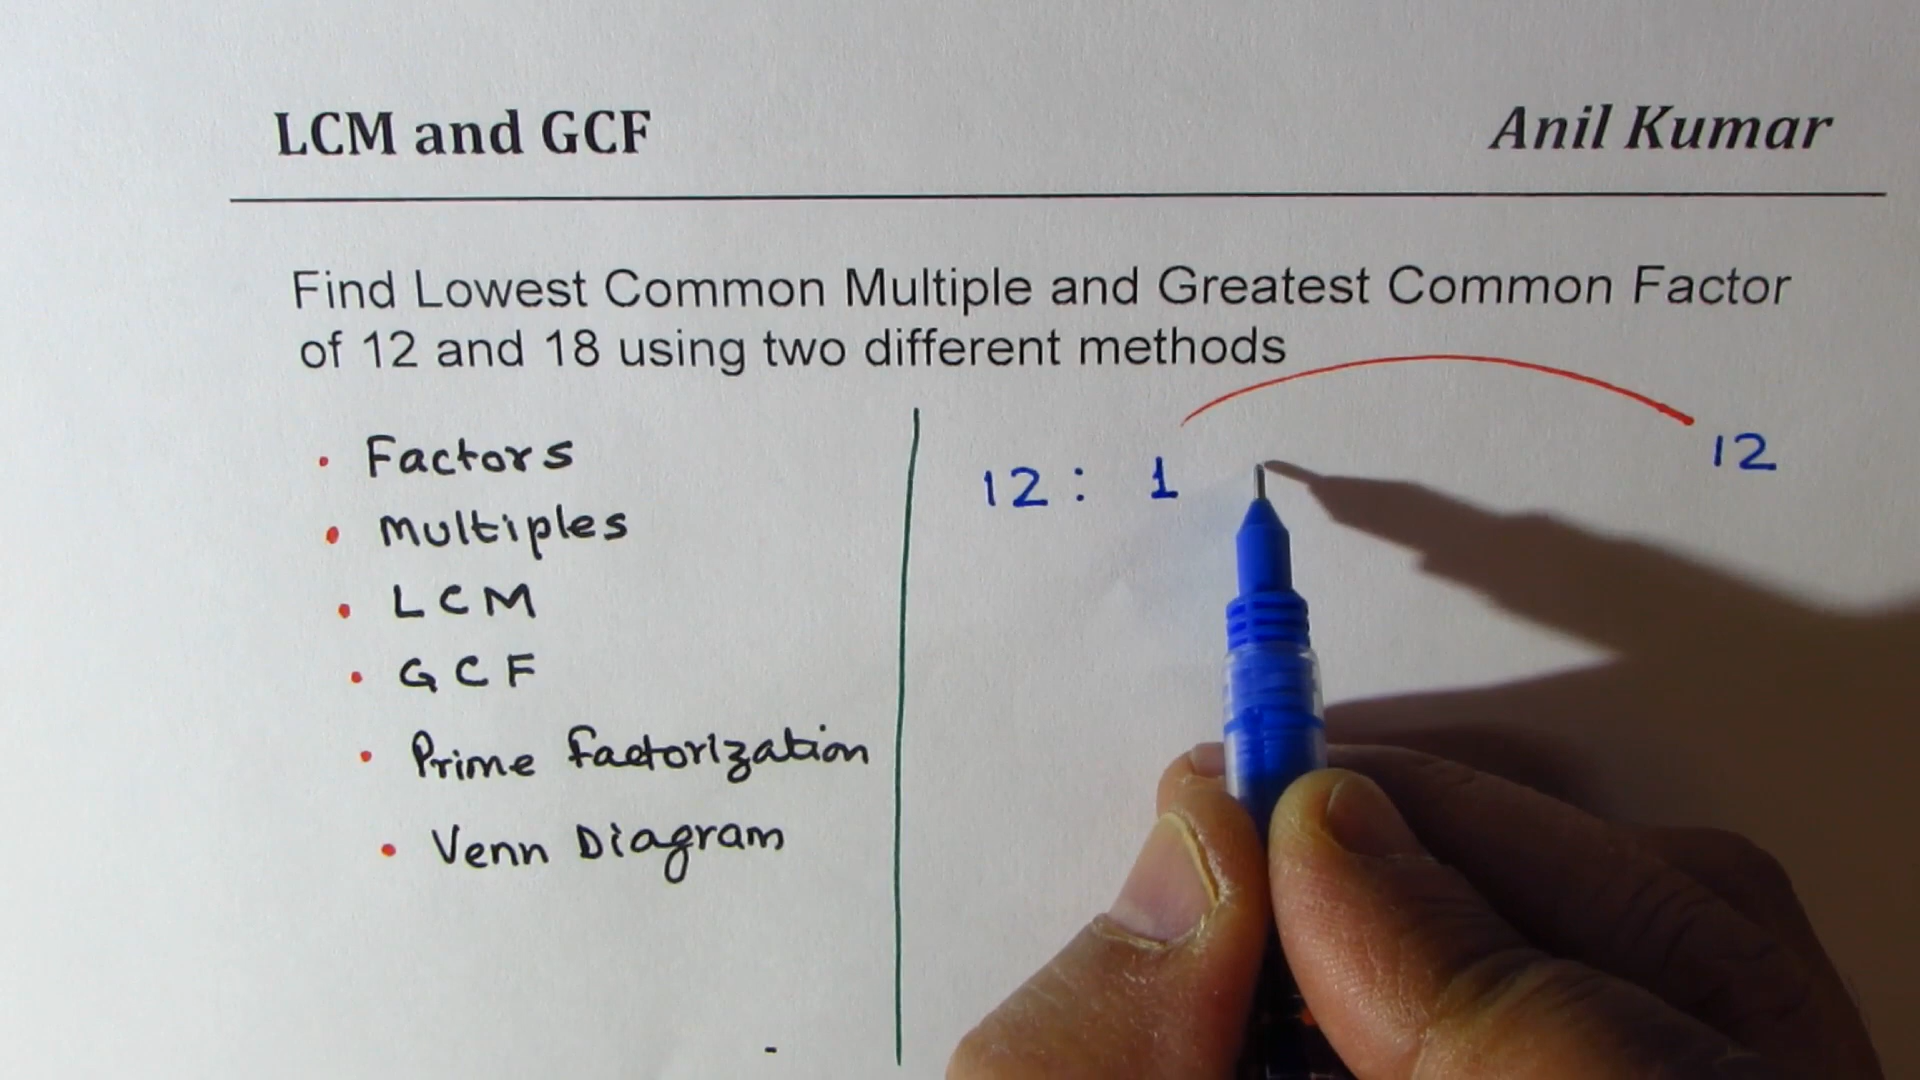 LCM and GCF Anil Kumar
Find Lowest Common Multiple and Greatest Common Factor
of 12 and 18 using two different methods
• Factors
• Multiples
• LCM
• GCF
• Prime factorization
• Venn Diagram
12 : 1 12